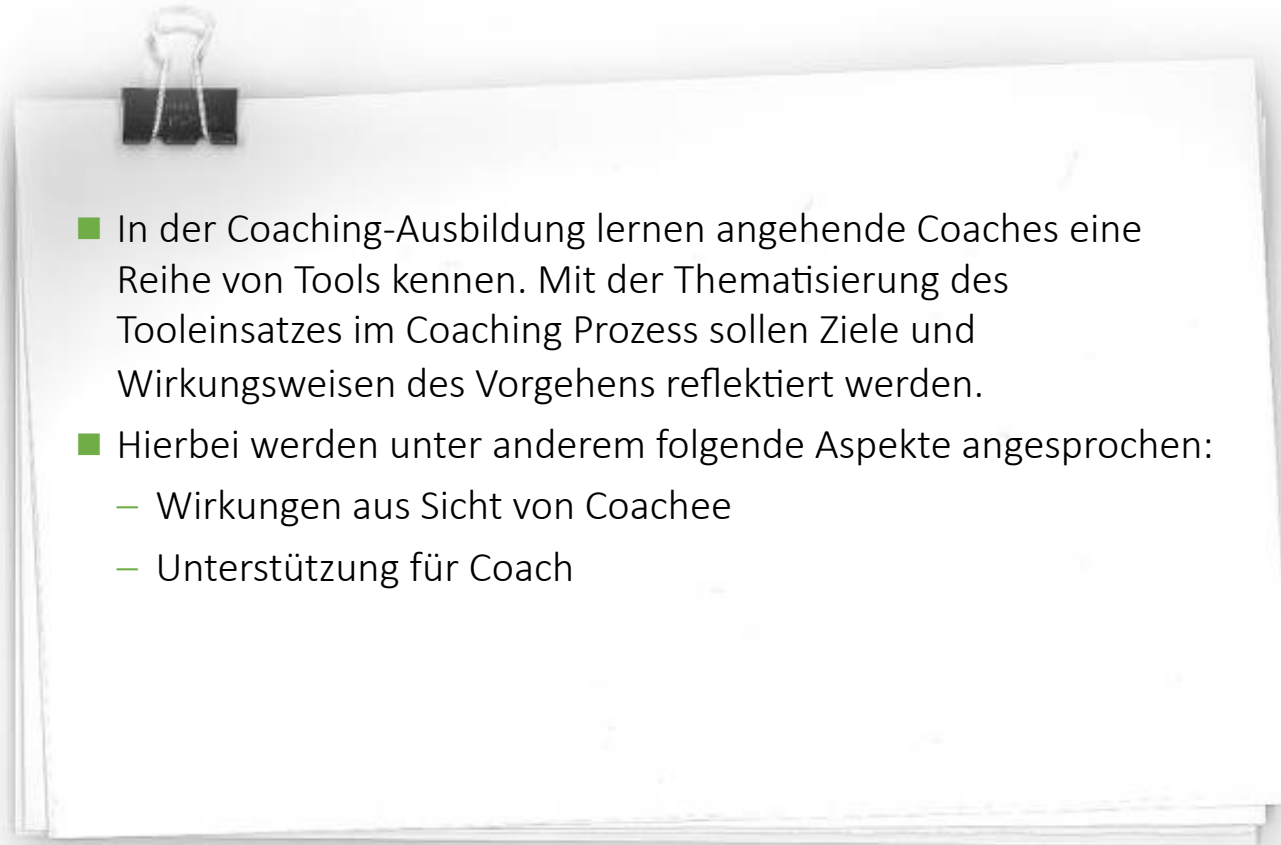 ■ In der Coaching-Ausbildung lernen angehende Coaches eine
Reihe von Tools kennen. Mit der Thematisierung des
Tooleinsatzes im Coaching Prozess sollen Ziele und
Wirkungsweisen des Vorgehens reflektiert werden.
■ Hierbei werden unter anderem folgende Aspekte angesprochen:
– Wirkungen aus Sicht von Coachee
– Unterstützung für Coach